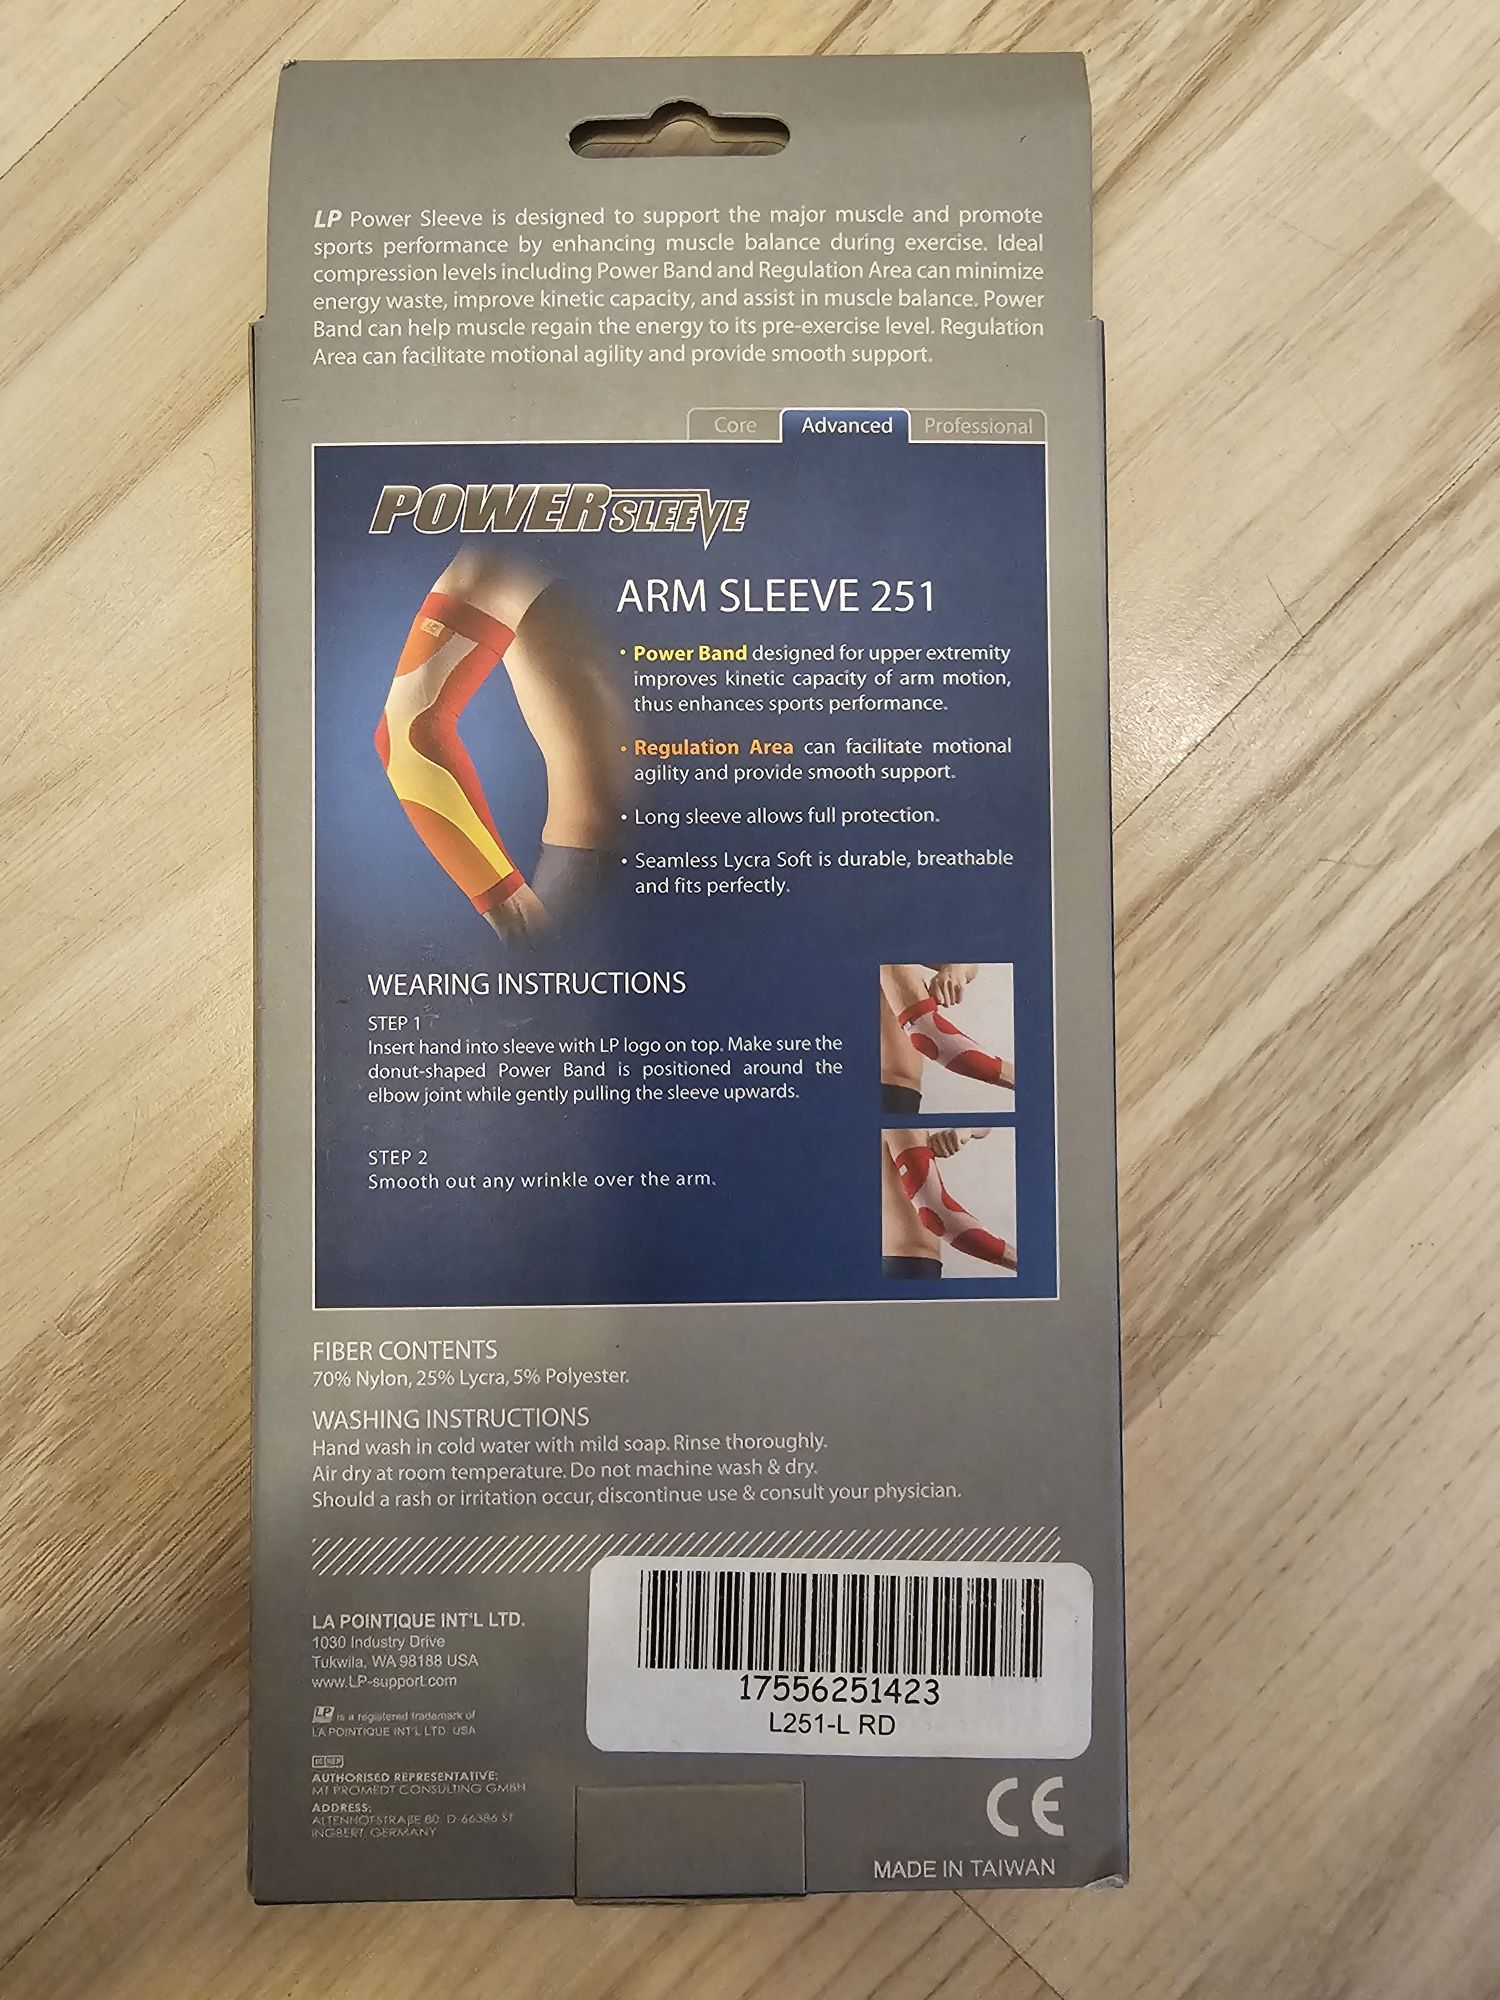 LP Power Sleeve is designed to support the major muscle and promote
sports performance by enhancing muscle balance during exercise. Ideal
compression levels including Power Band and Regulation Area can minimize
energy waste, improve kinetic capacity, and assist in muscle balance. Power
Band can help muscle regain the energy to its pre-exercise level. Regulation
Area can facilitate motional agility and provide smooth support.
Core Advanced Professional
POWER SLEEVE
ARM SLEEVE 251
• Power Band designed for upper extremity
improves kinetic capacity of arm motion,
thus enhances sports performance.
• Regulation Area can facilitate motional
agility and provide smooth support.
• Long sleeve allows full protection.
• Seamless Lycra Soft is durable, breathable
and fits perfectly.
WEARING INSTRUCTIONS
STEP 1
Insert hand into sleeve with LP logo on top. Make sure the
donut-shaped Power Band is positioned around the
elbow joint while gently pulling the sleeve upwards.
STEP 2
Smooth out any wrinkle over the arm.
FIBER CONTENTS
70% Nylon, 25% Lycra, 5% Polyester.
WASHING INSTRUCTIONS
Hand wash in cold water with mild soap. Rinse thoroughly.
Air dry at room temperature. Do not machine wash & dry.
Should a rash or irritation occur, discontinue use & consult your physician.
LA POINTIQUE INT'L LTD.
1030 Industry Drive
Tukwila, WA 98188 USA
www.LP-support.com
LP is a registered trademark of
LA POINTIQUE INT'L LTD. USA
EC REP
AUTHORISED REPRESENTATIVE:
MT PROMEDT CONSULTING GMBH
ADDRESS:
ALTENHOFSTRAßE 80 D-66386 ST.
INGBERT, GERMANY
17556251423
L251-L RD
CE
MADE IN TAIWAN